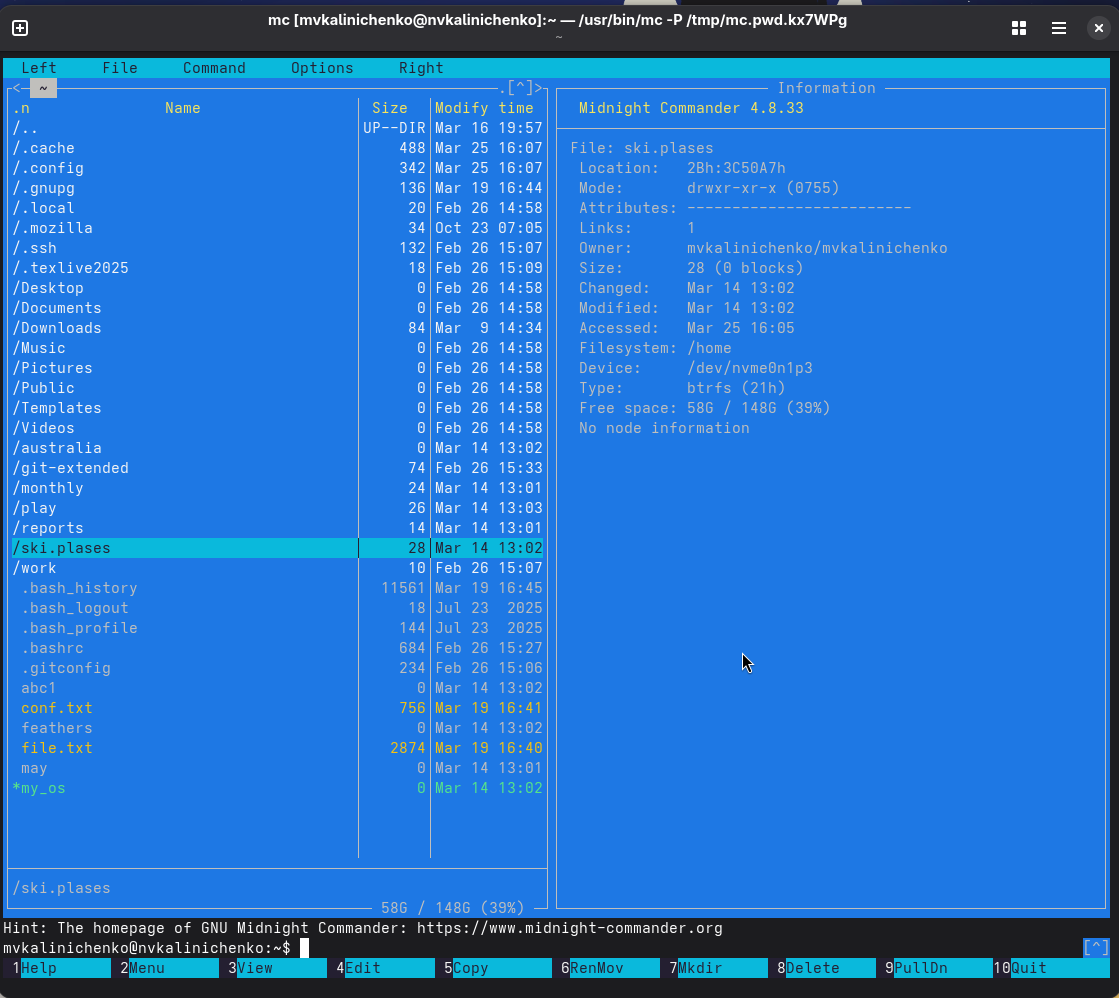 mc [mvkalinichenko@nvkalinichenko]:~ — /usr/bin/mc -P /tmp/mc.pwd.kx7WPg
~
Left File Command Options Right
<─ ~ .[^]> Information
.n Name Size Modify time
Midnight Commander 4.8.33
/.. UP--DIR Mar 16 19:57
/.cache 488 Mar 25 16:07
/.config 342 Mar 25 16:07
/.gnupg 136 Mar 19 16:44
/.local 20 Feb 26 14:58
/.mozilla 34 Oct 23 07:05
/.ssh 132 Feb 26 15:07
/.texlive2025 18 Feb 26 15:09
/Desktop 0 Feb 26 14:58
/Documents 0 Feb 26 14:58
/Downloads 84 Mar 9 14:34
/Music 0 Feb 26 14:58
/Pictures 0 Feb 26 14:58
/Public 0 Feb 26 14:58
/Templates 0 Feb 26 14:58
/Videos 0 Feb 26 14:58
/australia 0 Mar 14 13:02
/git-extended 74 Feb 26 15:33
/monthly 24 Mar 14 13:01
/play 26 Mar 14 13:03
/reports 14 Mar 14 13:01
/ski.plases 28 Mar 14 13:02
/work 10 Feb 26 15:07
.bash_history 11561 Mar 19 16:45
.bash_logout 18 Jul 23 2025
.bash_profile 144 Jul 23 2025
.bashrc 684 Feb 26 15:27
.gitconfig 234 Feb 26 15:06
abc1 0 Mar 14 13:02
conf.txt 756 Mar 19 16:41
feathers 0 Mar 14 13:02
file.txt 2874 Mar 19 16:40
may 0 Mar 14 13:01
*my_os 0 Mar 14 13:02
/ski.plases
58G / 148G (39%)
File: ski.plases
Location: 2Bh:3C50A7h
Mode: drwxr-xr-x (0755)
Attributes: -------------------------
Links: 1
Owner: mvkalinichenko/mvkalinichenko
Size: 28 (0 blocks)
Changed: Mar 14 13:02
Modified: Mar 14 13:02
Accessed: Mar 25 16:05
Filesystem: /home
Device: /dev/nvme0n1p3
Type: btrfs (21h)
Free space: 58G / 148G (39%)
No node information
Hint: The homepage of GNU Midnight Commander: https://www.midnight-commander.org
mvkalinichenko@nvkalinichenko:~$ [^]
1Help 2Menu 3View 4Edit 5Copy 6RenMov 7Mkdir 8Delete 9PullDn 10Quit